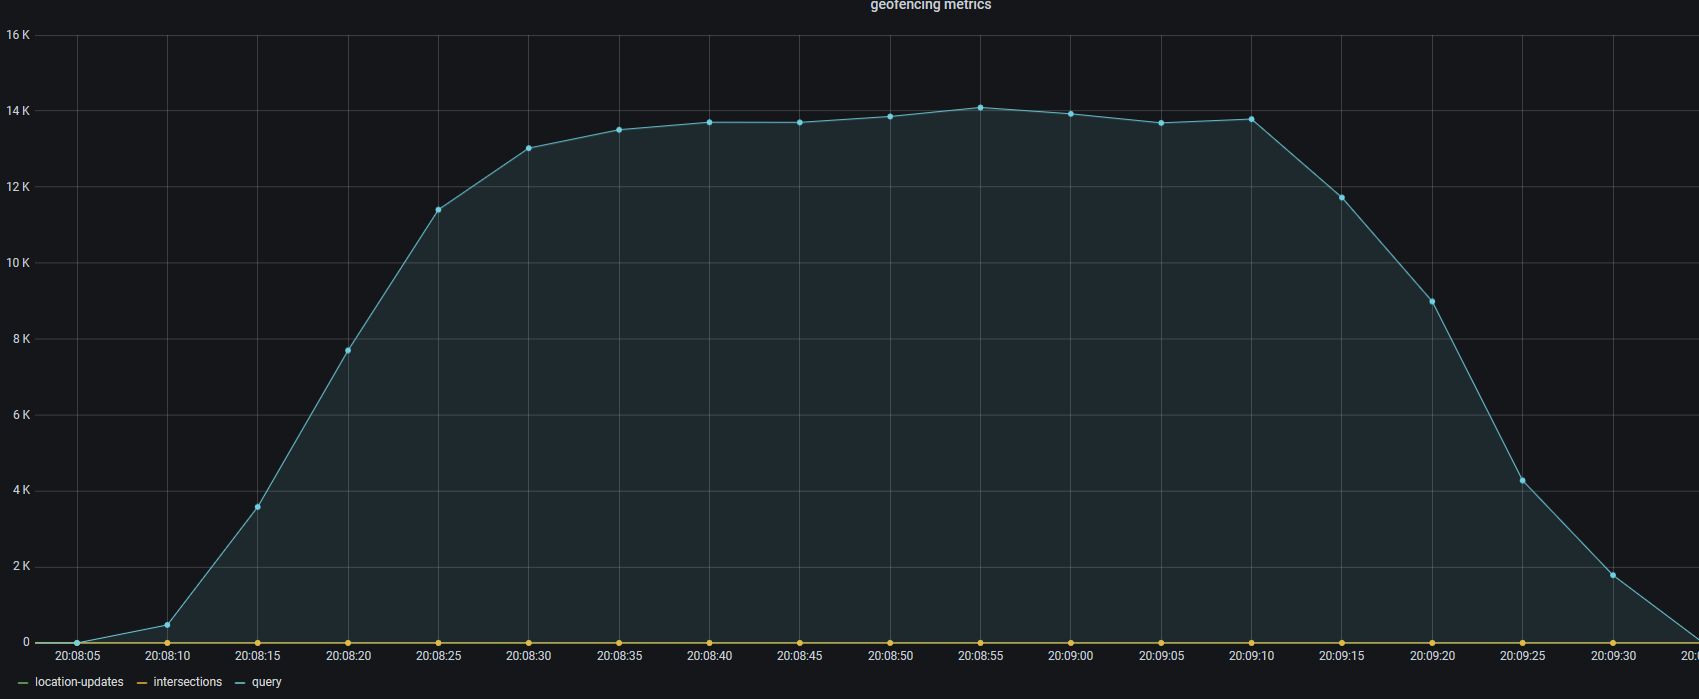 geofencing metrics
16 K
14 K
12 K
10 K
8 K
6 K
4 K
2 K
0
20:08:05 20:08:10 20:08:15 20:08:20 20:08:25 20:08:30 20:08:35 20:08:40 20:08:45 20:08:50 20:08:55 20:09:00 20:09:05 20:09:10 20:09:15 20:09:20 20:09:25 20:09:30
location-updates intersections query